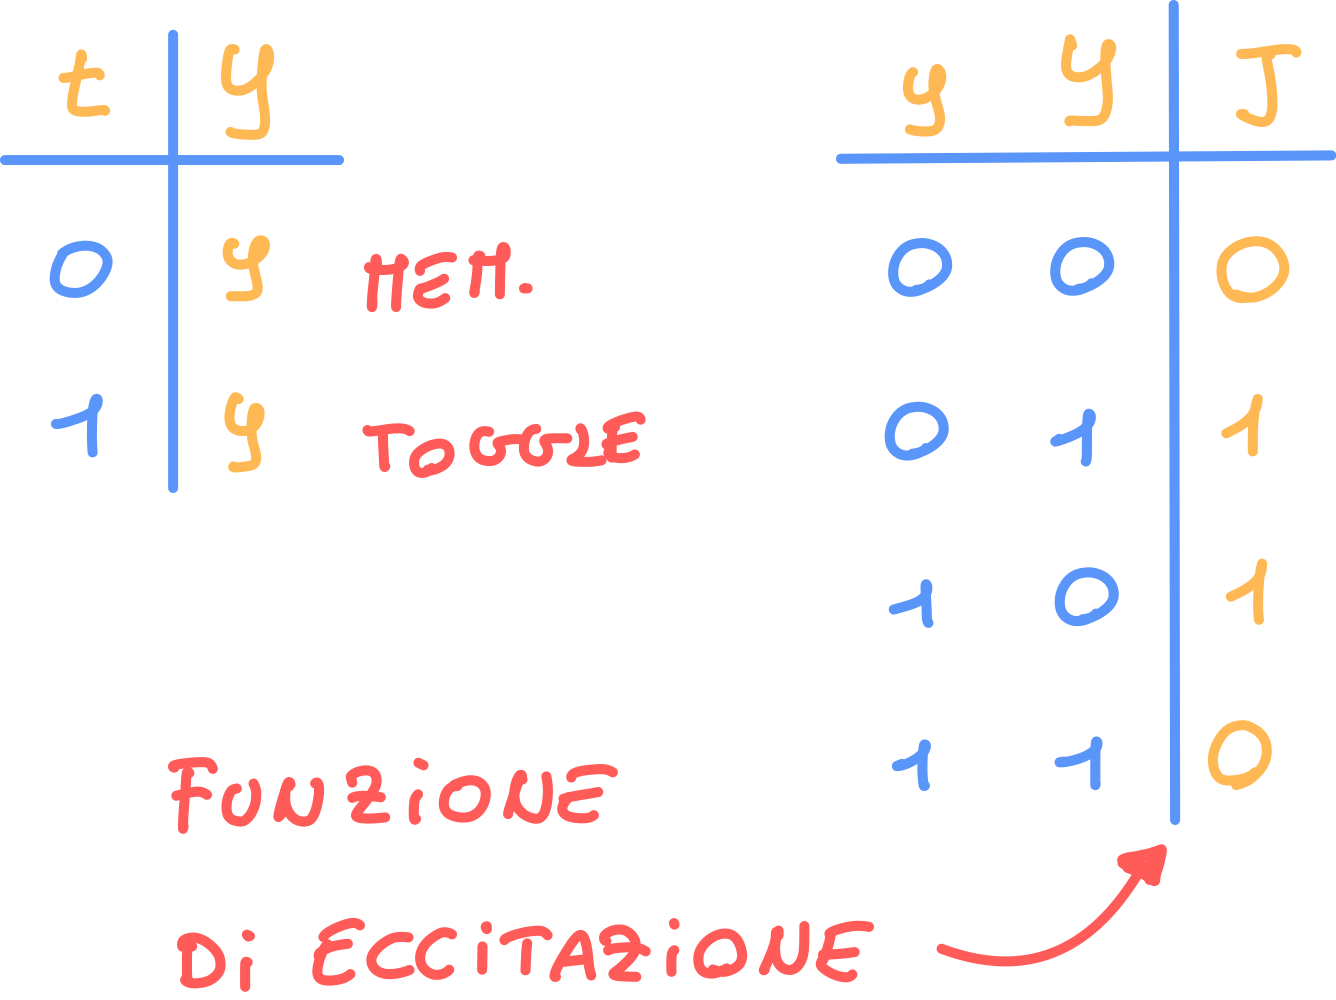 t y
0 y MEM.
1 y TOGGLE
y Y J
0 0 0
0 1 1
1 0 1
1 1 0
FUNZiONE
Di ECCiTAZiONE